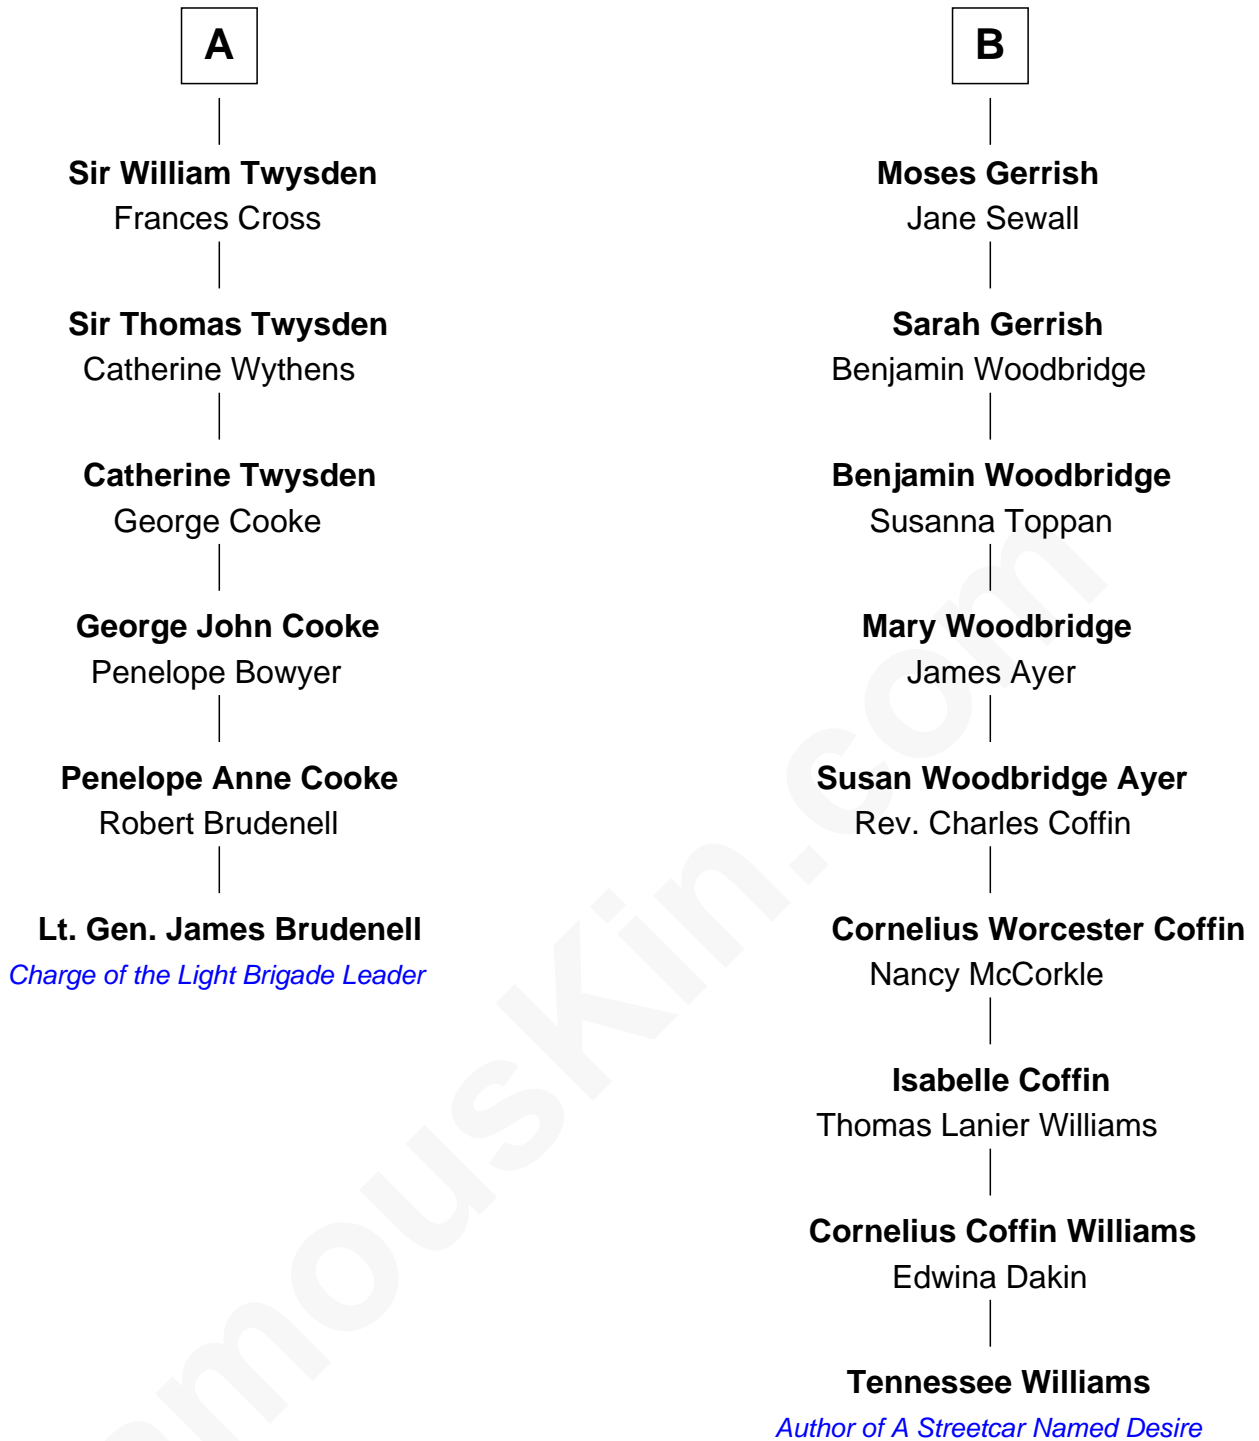 A
Sir William Twysden
Frances Cross
Sir Thomas Twysden
Catherine Wythens
Catherine Twysden
George Cooke
George John Cooke
Penelope Bowyer
Penelope Anne Cooke
Robert Brudenell
Lt. Gen. James Brudenell
Charge of the Light Brigade Leader
B
Moses Gerrish
Jane Sewall
Sarah Gerrish
Benjamin Woodbridge
Benjamin Woodbridge
Susanna Toppan
Mary Woodbridge
James Ayer
Susan Woodbridge Ayer
Rev. Charles Coffin
Cornelius Worcester Coffin
Nancy McCorkle
Isabelle Coffin
Thomas Lanier Williams
Cornelius Coffin Williams
Edwina Dakin
Tennessee Williams
Author of A Streetcar Named Desire
amouskin.com